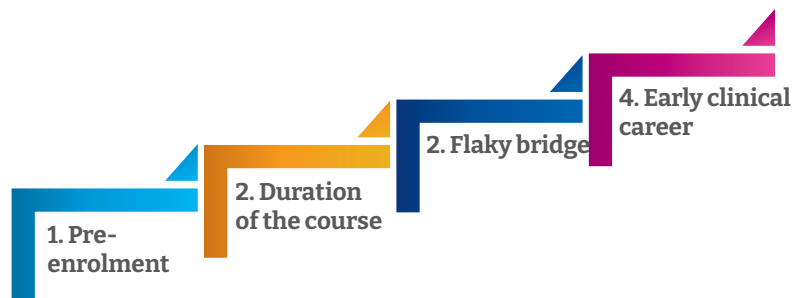 1. Pre-
enrolment
2. Duration
of the course
2. Flaky bridge
4. Early clinical
career